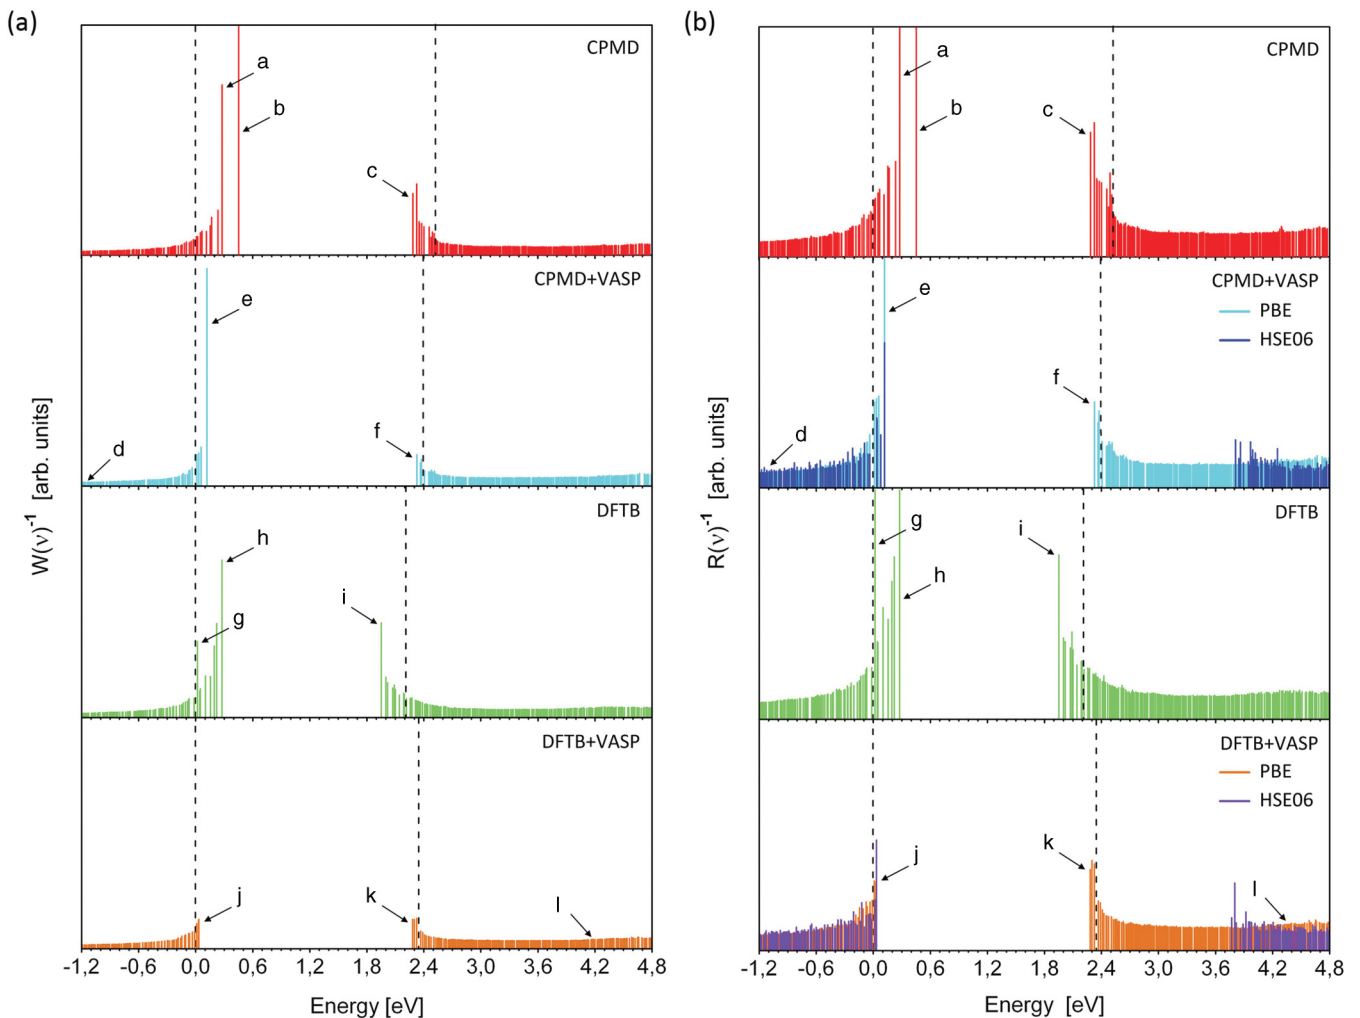 (a)
CPMD
a
b
c
CPMD+VASP
e
d
f
DFTB
h
g
i
DFTB+VASP
j
k
l
W(ν)-1 [arb. units]
-1,2 0,0 0,6 1,2 1,8 2,4 3,0 3,6 4,2 4,8
Energy [eV]
(b)
CPMD
a
b
c
CPMD+VASP
PBE
HSE06
e
d
f
DFTB
g
h
i
DFTB+VASP
PBE
HSE06
j
k
l
R(ν)-1 [arb. units]
-1,2 -0,6 0,0 0,6 1,2 1,8 2,4 3,0 3,6 4,2 4,8
Energy [eV]